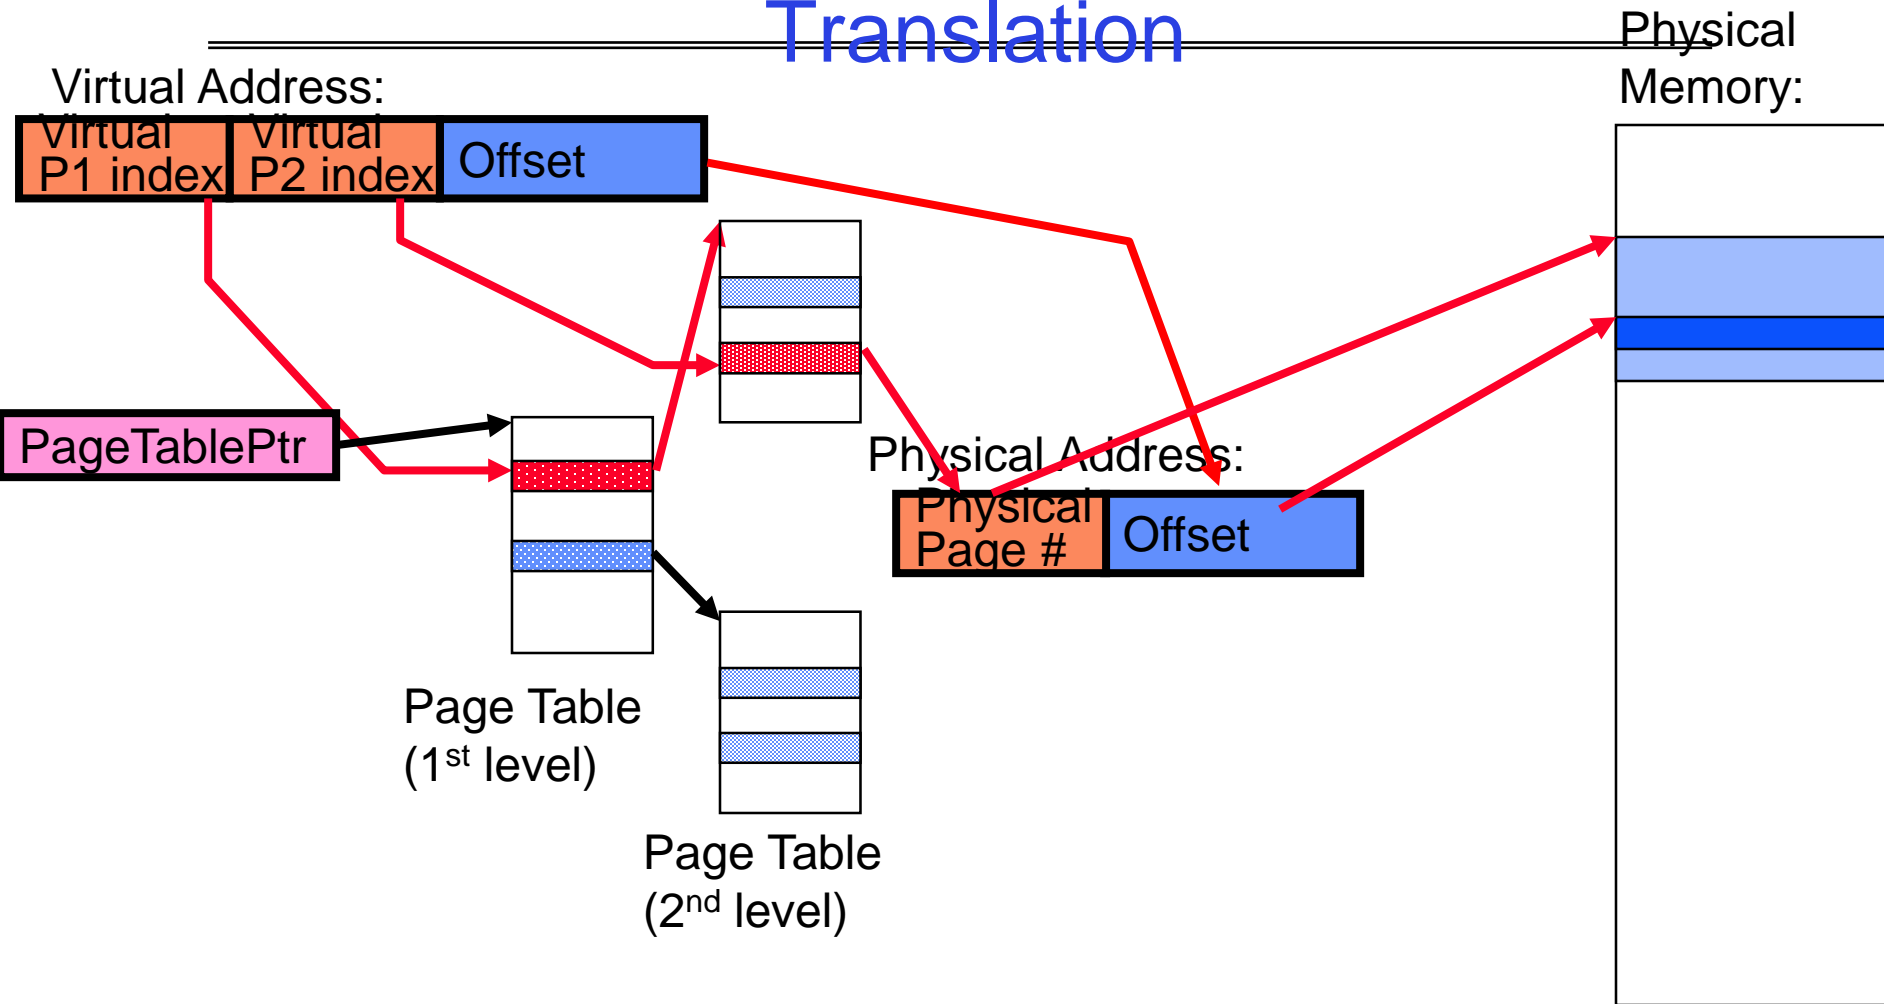 Translation
Physical
Memory:
Virtual Address:
Virtual
P1 index
Virtual
P2 index
Offset
PageTablePtr
Physical Address:
Physical
Page #
Offset
Page Table
(1st level)
Page Table
(2nd level)